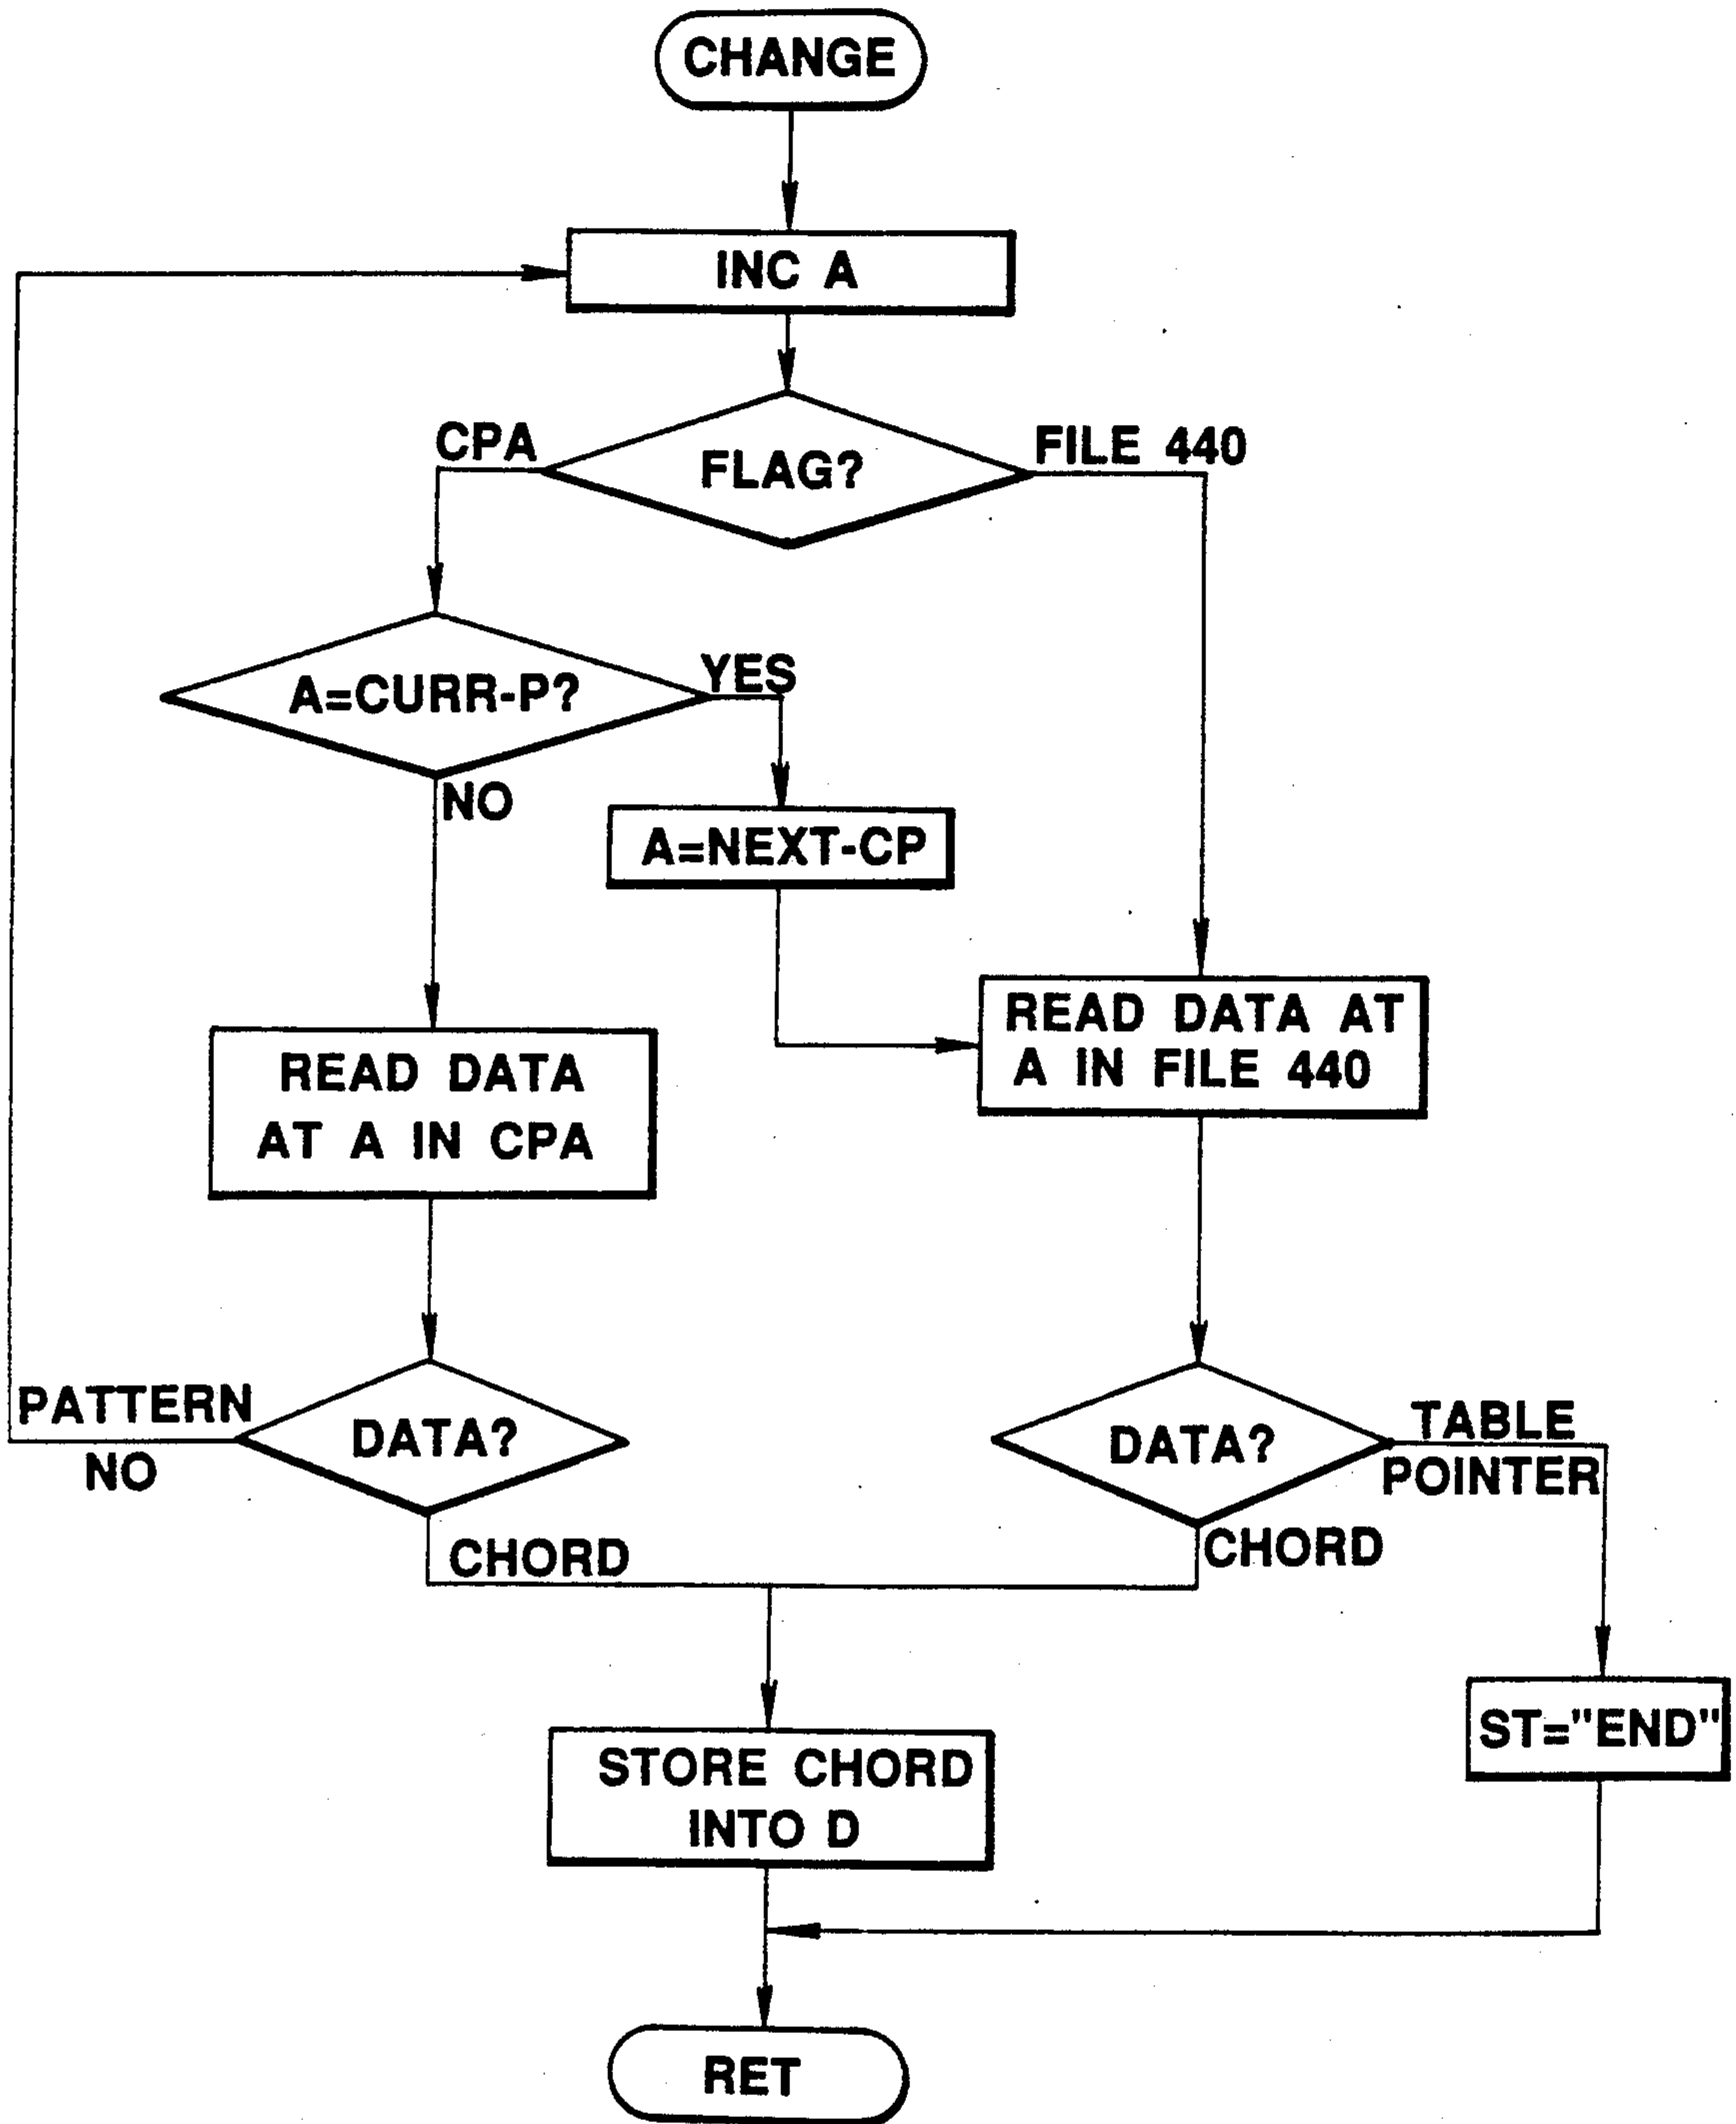 CHANGE
INC A
CPA
FLAG?
FILE 440
A=CURR-P?
YES
NO
A=NEXT-CP
READ DATA AT
A IN FILE 440
READ DATA
AT A IN CPA
PATTERN
NO
DATA?
CHORD
DATA?
TABLE
POINTER
CHORD
STORE CHORD
INTO D
ST="END"
RET